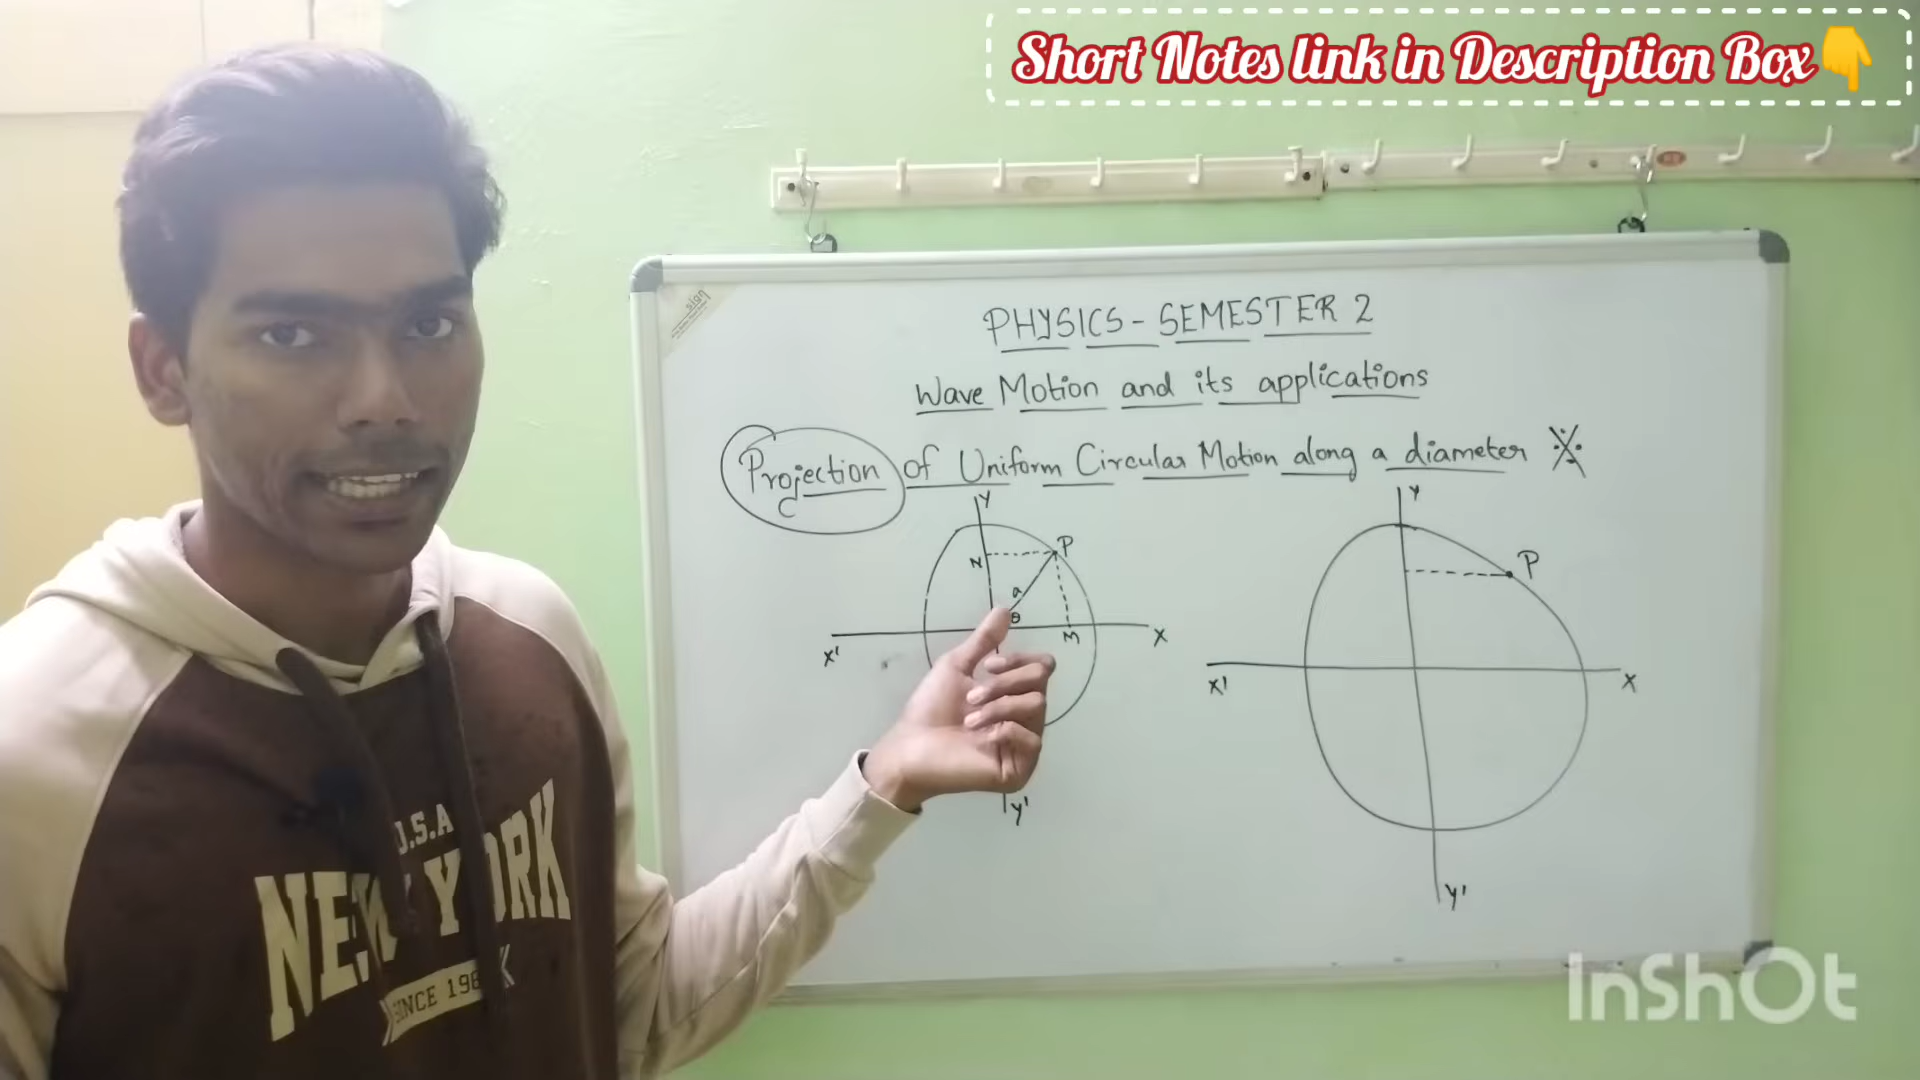 Short Notes link in Description Box👇
sign
PHYSICS - SEMESTER 2
Wave Motion and its applications
Projection of Uniform Circular Motion along a diameter
Y
N
P
a
θ
M
X'
X
Y'
Y
P
X'
X
Y'
U.S.A
NEW YORK
SINCE 198
InShOt